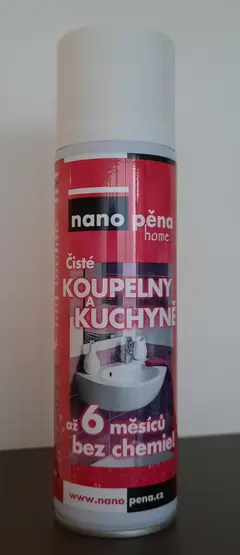 nano pěna
home
Čisté
KOUPELNY
A
KUCHYNĚ
až 6 měsíců
bez chemie!
www.nanopena.cz